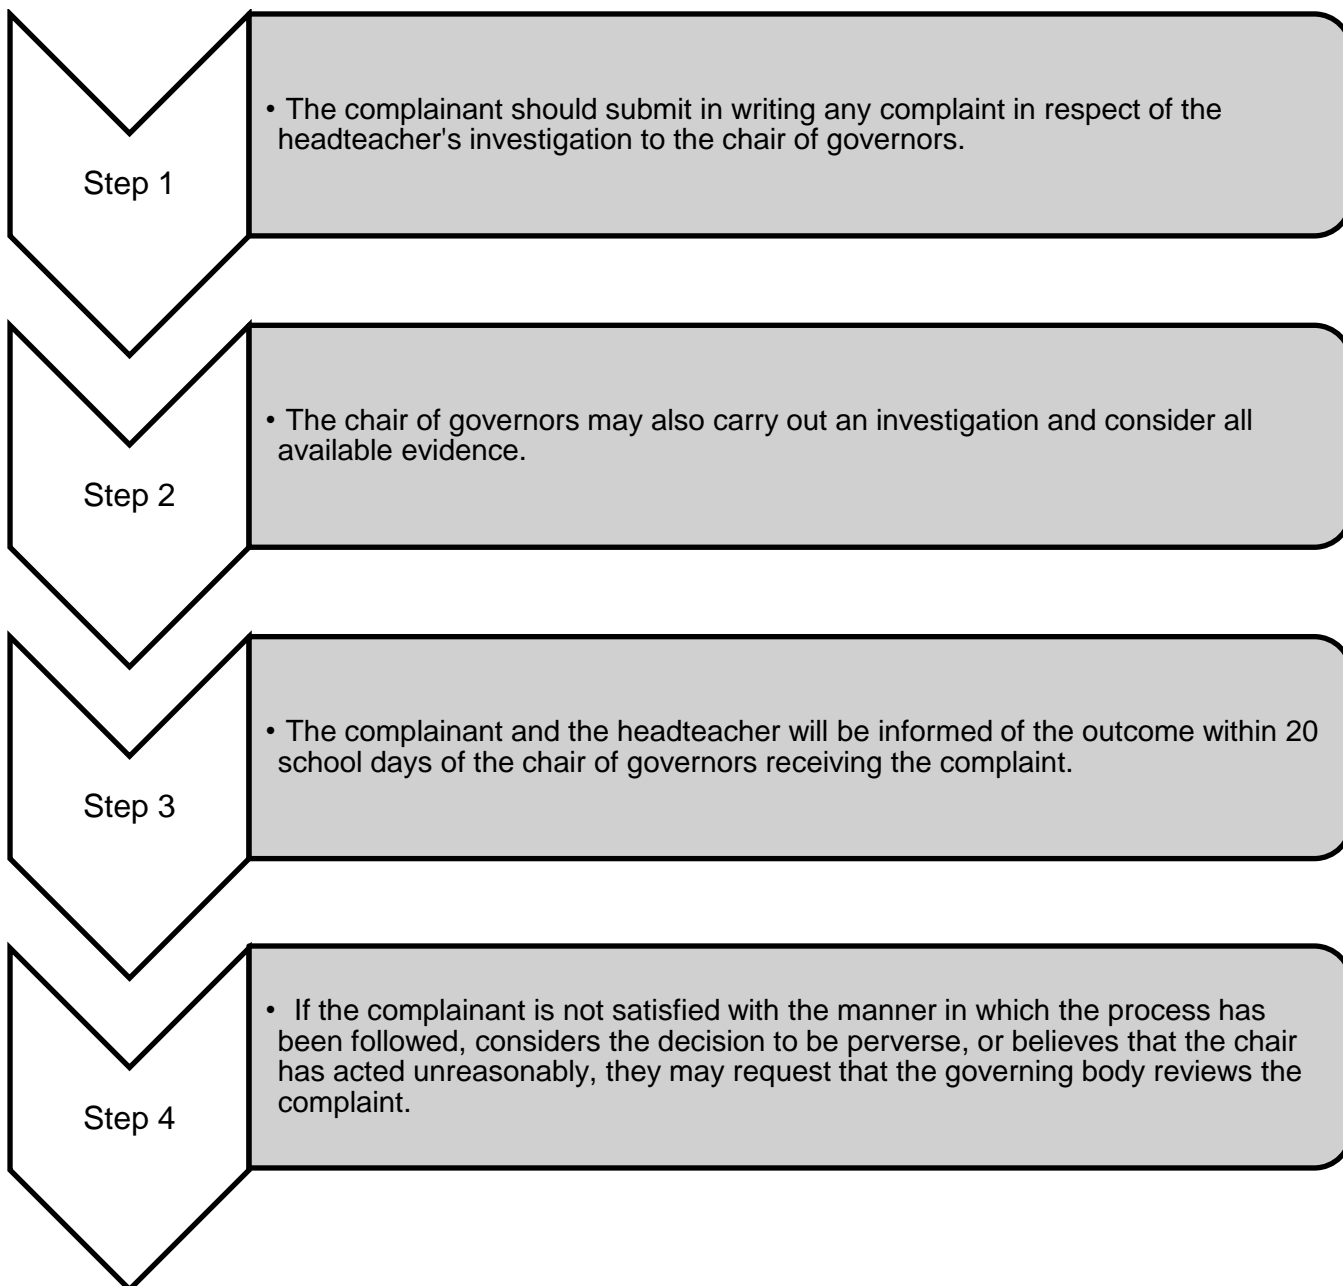 Step 1
• The complainant should submit in writing any complaint in respect of the
headteacher's investigation to the chair of governors.
Step 2
• The chair of governors may also carry out an investigation and consider all
available evidence.
Step 3
• The complainant and the headteacher will be informed of the outcome within 20
school days of the chair of governors receiving the complaint.
Step 4
• If the complainant is not satisfied with the manner in which the process has
been followed, considers the decision to be perverse, or believes that the chair
has acted unreasonably, they may request that the governing body reviews the
complaint.